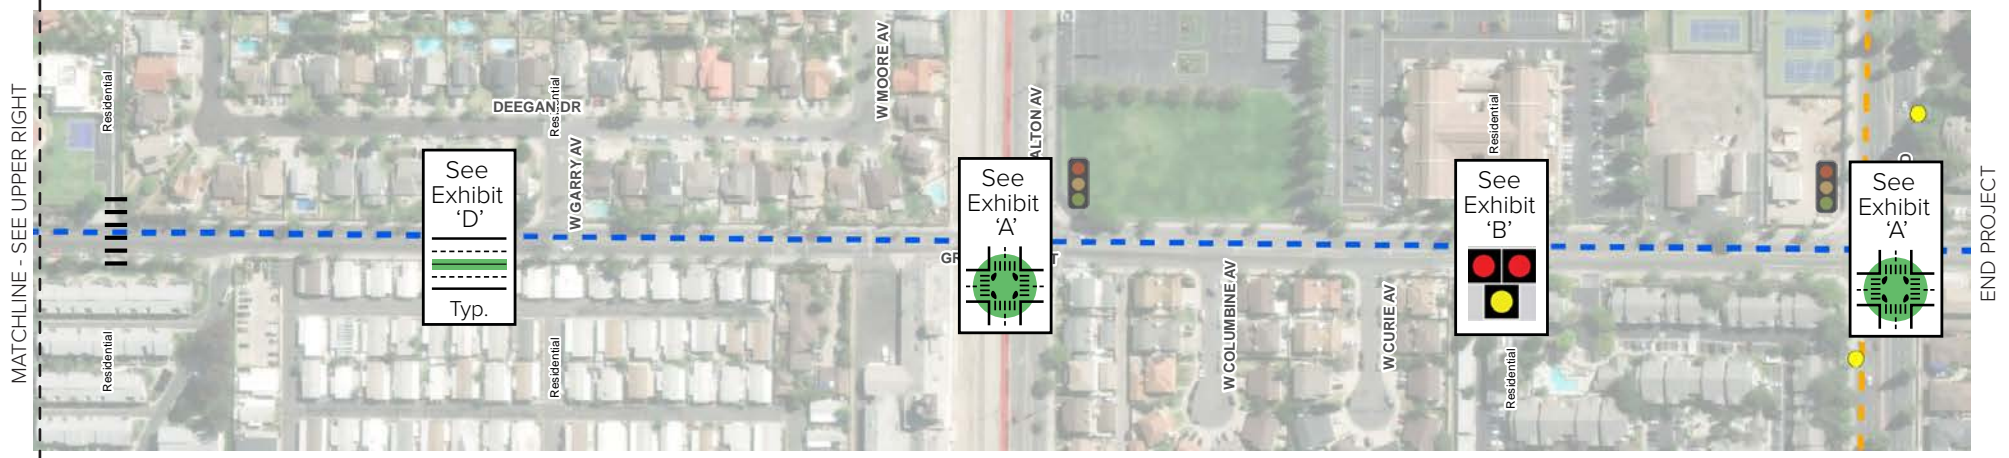 MATCHLINE - SEE UPPER RIGHT
Residential
Residential
DEEGAN DR
Residential
W GARRY AV
See
Exhibit
‘D’
Typ.
Residential
W MOORE AV
ALTON AV
See
Exhibit
‘A’
W COLUMBINE AV
W CURIE AV
Residential
See
Exhibit
‘B’
Residential
See
Exhibit
‘A’
END PROJECT